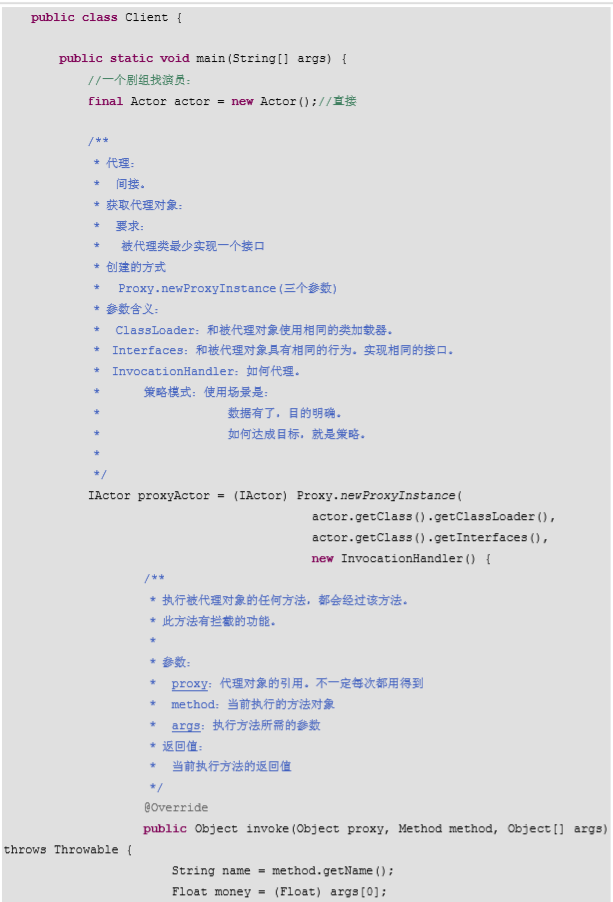 public class Client {
public static void main(String[] args) {
//一个剧组找演员：
final Actor actor = new Actor();//直接
/**
* 代理：
*  间接。
* 获取代理对象：
*  要求：
*   被代理类最少实现一个接口
* 创建的方式
*   Proxy.newProxyInstance(三个参数)
* 参数含义：
*  ClassLoader：和被代理对象使用相同的类加载器。
*  Interfaces：和被代理对象具有相同的行为。实现相同的接口。
*  InvocationHandler：如何代理。
*      策略模式：使用场景是：
*                 数据有了，目的明确。
*                 如何达成目标，就是策略。
*
*/
IActor proxyActor = (IActor) Proxy.newProxyInstance(
actor.getClass().getClassLoader(),
actor.getClass().getInterfaces(),
new InvocationHandler() {
/**
* 执行被代理对象的任何方法，都会经过该方法。
* 此方法有拦截的功能。
*
* 参数：
*  proxy：代理对象的引用。不一定每次都用得到
*  method：当前执行的方法对象
*  args：执行方法所需的参数
* 返回值：
*  当前执行方法的返回值
*/
@Override
public Object invoke(Object proxy, Method method, Object[] args)
throws Throwable {
String name = method.getName();
Float money = (Float) args[0];